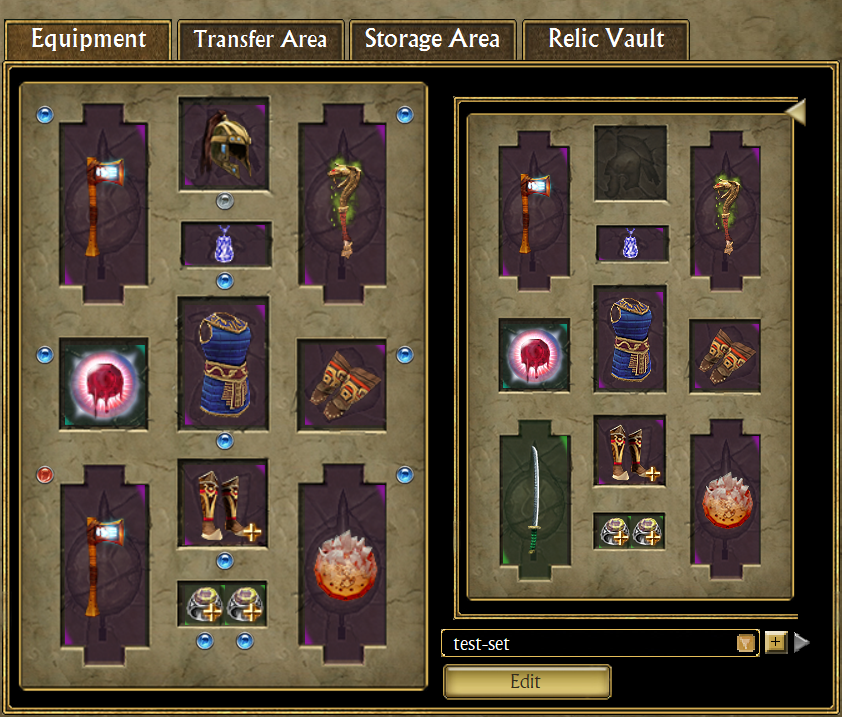 Equipment
Transfer Area
Storage Area
Relic Vault
test-set
+
Edit